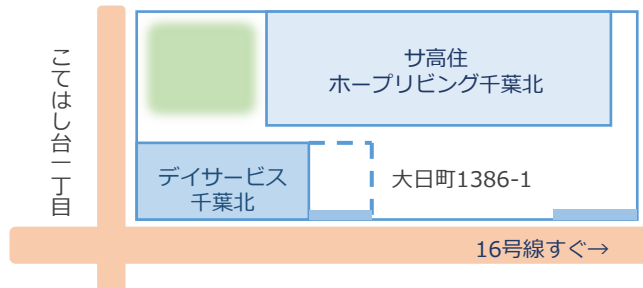 こてはし台一丁目
サ高住
ホープリビング千葉北
デイサービス
千葉北
大日町1386-1
16号線すぐ→